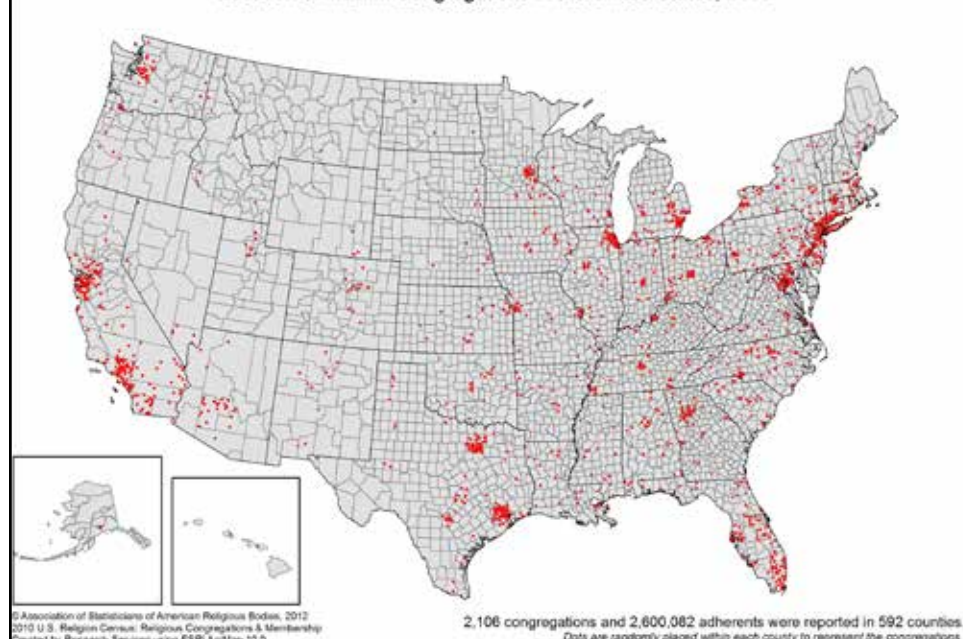 © Association of Statisticians of American Religious Bodies, 2012
2010 U.S. Religion Census: Religious Congregations & Membership
2,106 congregations and 2,600,082 adherents were reported in 592 counties.
Dots are randomly placed within each county to represent the congregations.